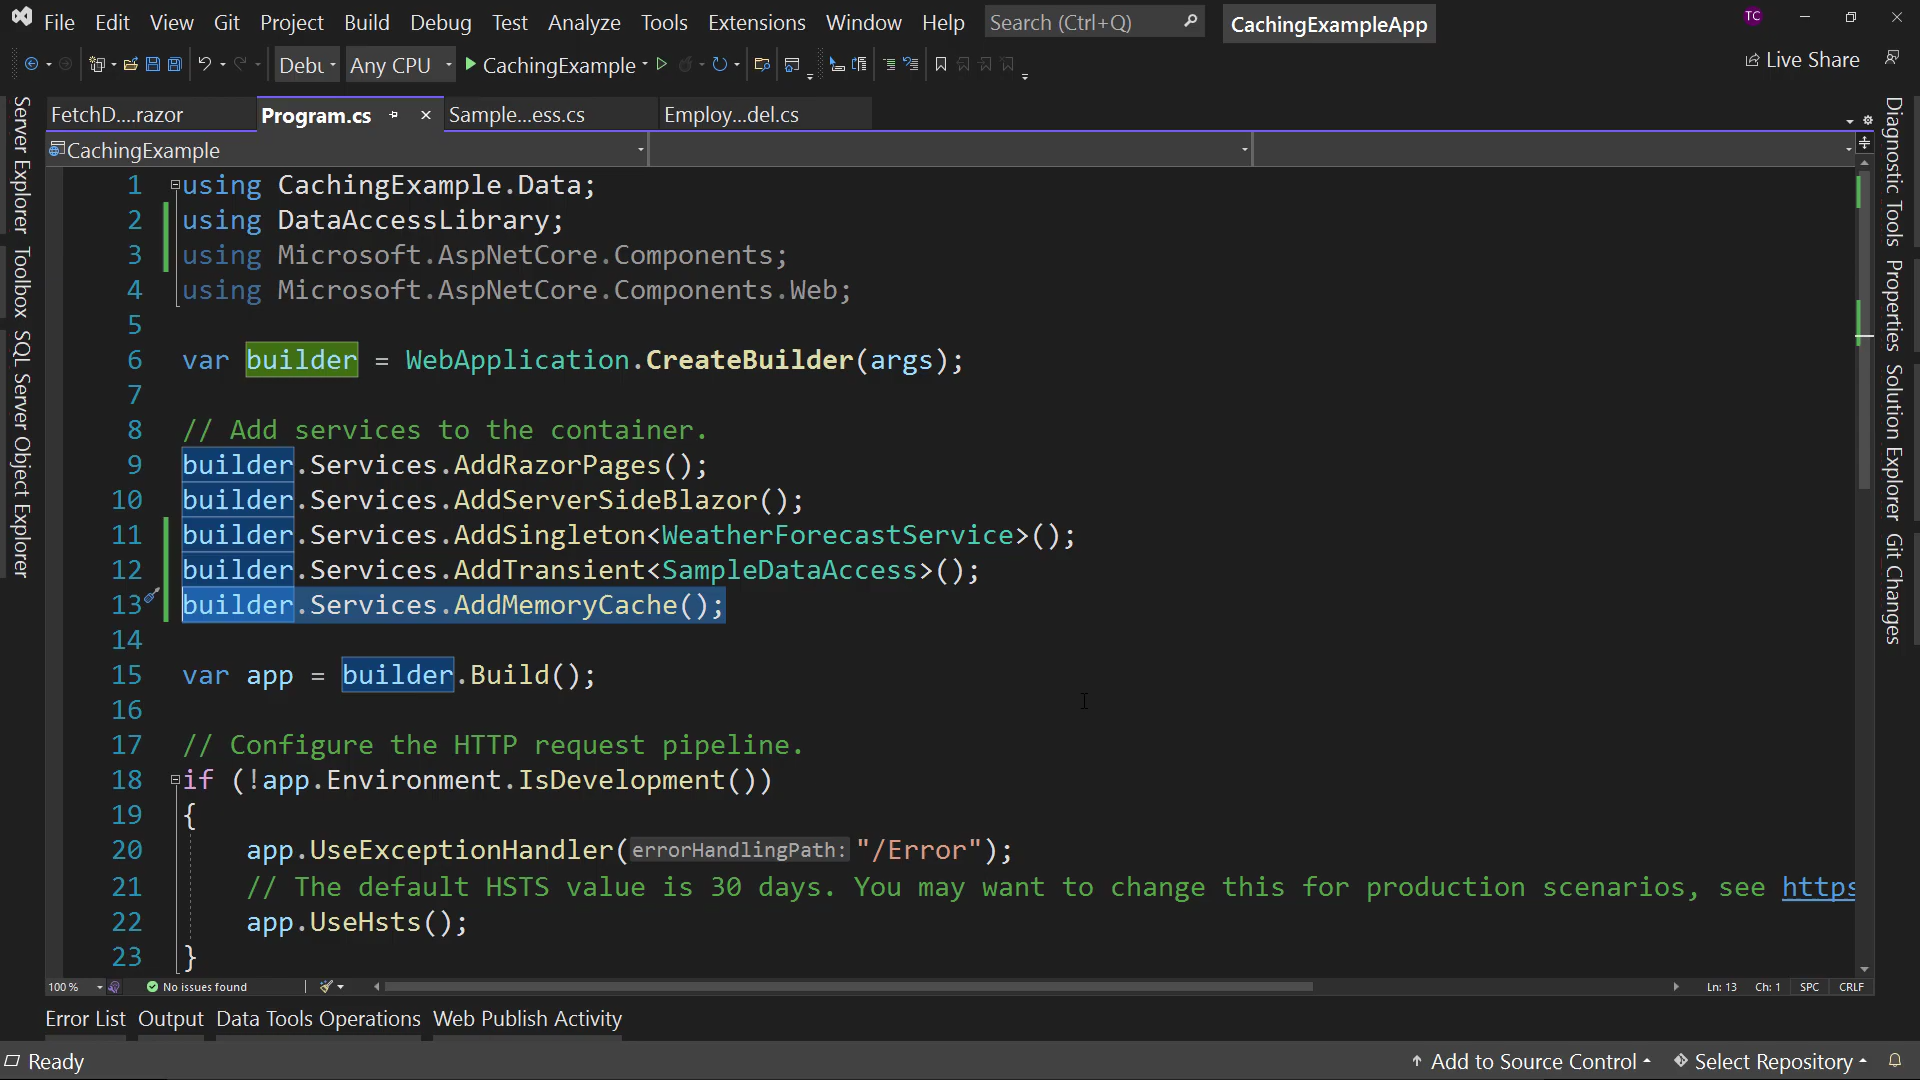 File Edit View Git Project Build Debug Test Analyze Tools Extensions Window Help Search (Ctrl+Q) CachingExampleApp TC
Debu Any CPU CachingExample Live Share
FetchD....razor Program.cs Sample...ess.cs Employ...del.cs
CachingExample
1 using CachingExample.Data;
2 using DataAccessLibrary;
3 using Microsoft.AspNetCore.Components;
4 using Microsoft.AspNetCore.Components.Web;
5
6 var builder = WebApplication.CreateBuilder(args);
7
8 // Add services to the container.
9 builder.Services.AddRazorPages();
10 builder.Services.AddServerSideBlazor();
11 builder.Services.AddSingleton<WeatherForecastService>();
12 builder.Services.AddTransient<SampleDataAccess>();
13 builder.Services.AddMemoryCache();
14
15 var app = builder.Build();
16
17 // Configure the HTTP request pipeline.
18 if (!app.Environment.IsDevelopment())
19 {
20 app.UseExceptionHandler(errorHandlingPath: "/Error");
21 // The default HSTS value is 30 days. You may want to change this for production scenarios, see https
22 app.UseHsts();
23 }
100 % No issues found Ln: 13 Ch: 1 SPC CRLF
Error List Output Data Tools Operations Web Publish Activity
Ready Add to Source Control Select Repository
Server Explorer
Toolbox
SQL Server Object Explorer
Diagnostic Tools
Properties
Solution Explorer
Git Changes